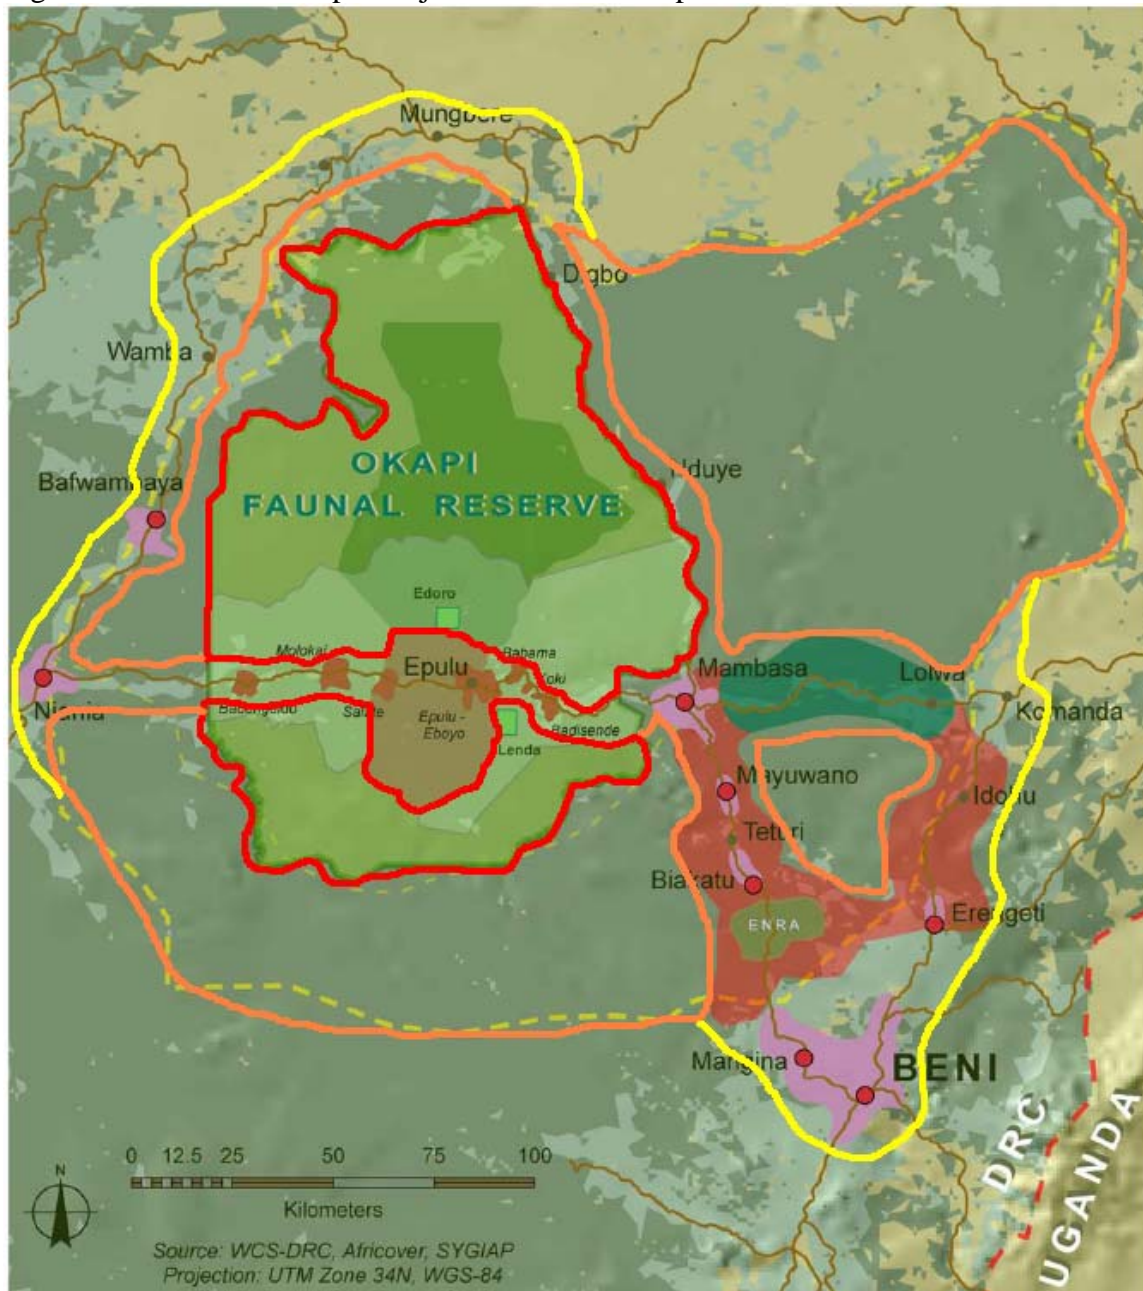 Mungbere
Digbo
Wamba
OKAPI
FAUNAL RESERVE
Nduye
Bafwambaya
Edoro
Molokai
Bahama
Epulu
Koki
Mambasa
Lolwa
Niania
Salate
Epulu -
Eboyo
Lenda
Badisende
Komanda
Mayuwano
Idohu
Teturi
Biakatu
ENRA
Erengeti
Mangina
BENI
DRC
UGANDA
0 12.5 25 50 75 100
Kilometers
N
Source: WCS-DRC, Africover, SYGIAP
Projection: UTM Zone 34N, WGS-84